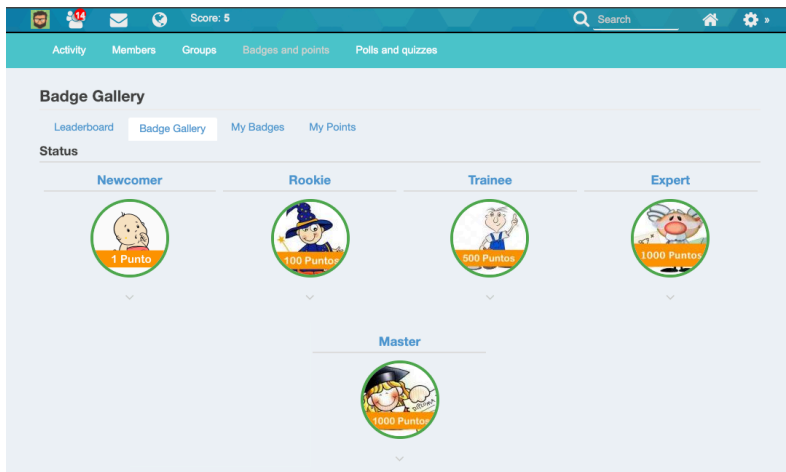 14 Score: 5 Search »
Activity Members Groups Badges and points Polls and quizzes
Badge Gallery
Leaderboard Badge Gallery My Badges My Points
Status
Newcomer Rookie Trainee Expert
1 Punto 100 Puntos 500 Puntos 1000 Puntos
Master
DIPLOMA
1000 Puntos